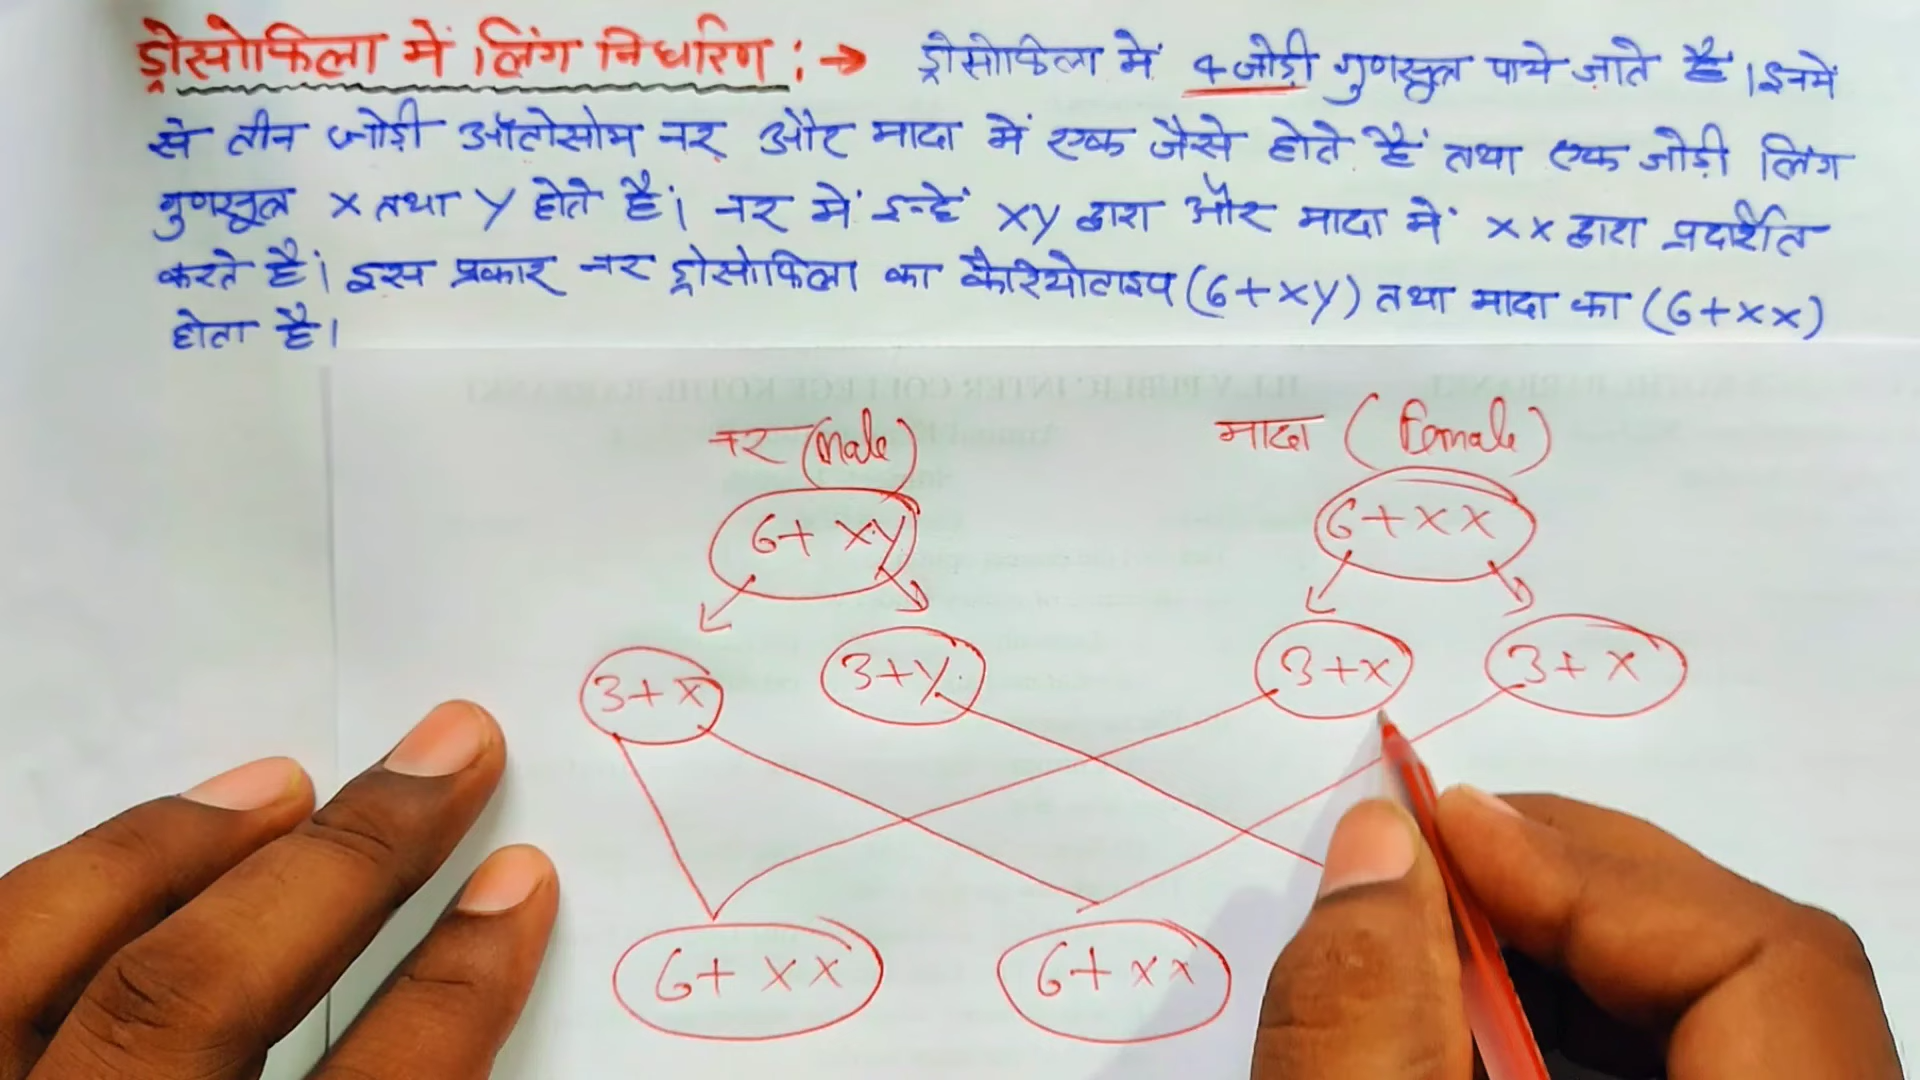 ड्रोसोफिला में लिंग निर्धारण :→ ड्रोसोफिला में 4 जोड़ी गुणसूत्र पाये जाते हैं। इनमें
से तीन जोड़ी ऑटोसोम नर और मादा में एक जैसे होते हैं तथा एक जोड़ी लिंग
गुणसूत्र X तथा Y होते हैं। नर में इन्हें XY द्वारा और मादा में XX द्वारा प्रदर्शित
करते हैं। इस प्रकार नर ड्रोसोफिला का कैरियोटाइप (6+XY) तथा मादा का (6+XX)
होता है।
नर (Male) मादा (Female)
6+ XY 6+XX
3+X 3+Y 3+X 3+X
6+ XX 6+XX